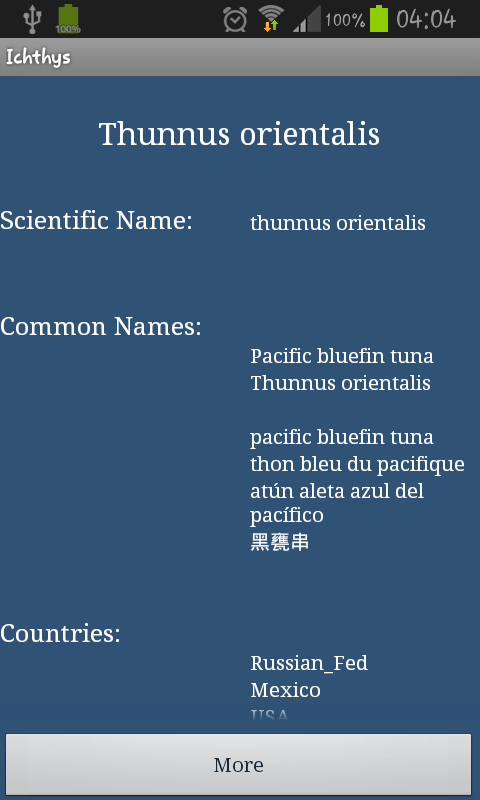 100%
100%
04:04
Ichthys
Thunnus orientalis
Scientific Name:
thunnus orientalis
Common Names:
Pacific bluefin tuna
Thunnus orientalis
pacific bluefin tuna
thon bleu du pacifique
atún aleta azul del
pacífico
黑甕串
Countries:
Russian_Fed
Mexico
USA
More